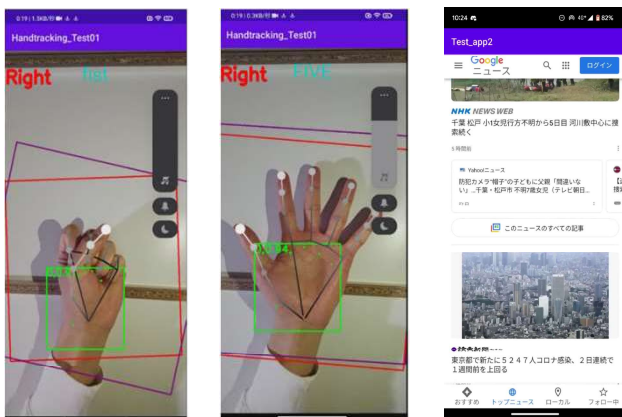 0:19 | 1.5KB/s
Handtracking_Test01
Right fist
0:19 | 0.3KB/s
Handtracking_Test01
Right FIVE
10:24
82%
Test_app2
Google
ニュース
ログイン
NHK NEWS WEB
千葉 松戸 小1女児行方不明から5日目 河川敷中心に捜
索続く
Yahoo!ニュース
防犯カメラ“帽子”の子どもに父親「間違いな
い」…千葉・松戸市 不明7歳女児（テレビ朝日...
このニュースのすべての記事
東京都で新たに５２４７人コロナ感染、２日連続で
１週間前を上回る
おすすめ
トップニュース
ローカル
フォロー中